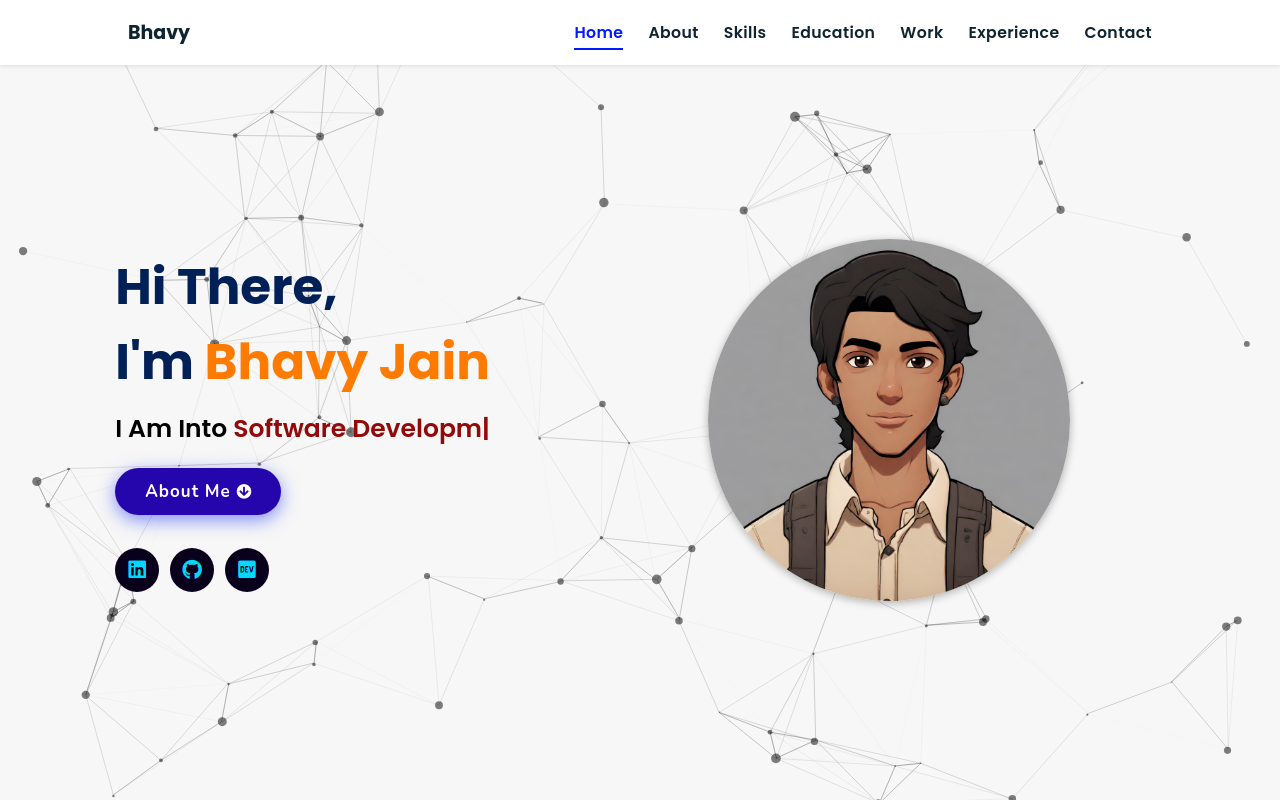 Bhavy
Home About Skills Education Work Experience Contact
Hi There,
I'm Bhavy Jain
I Am Into Software Developm|
About Me
in
DEV